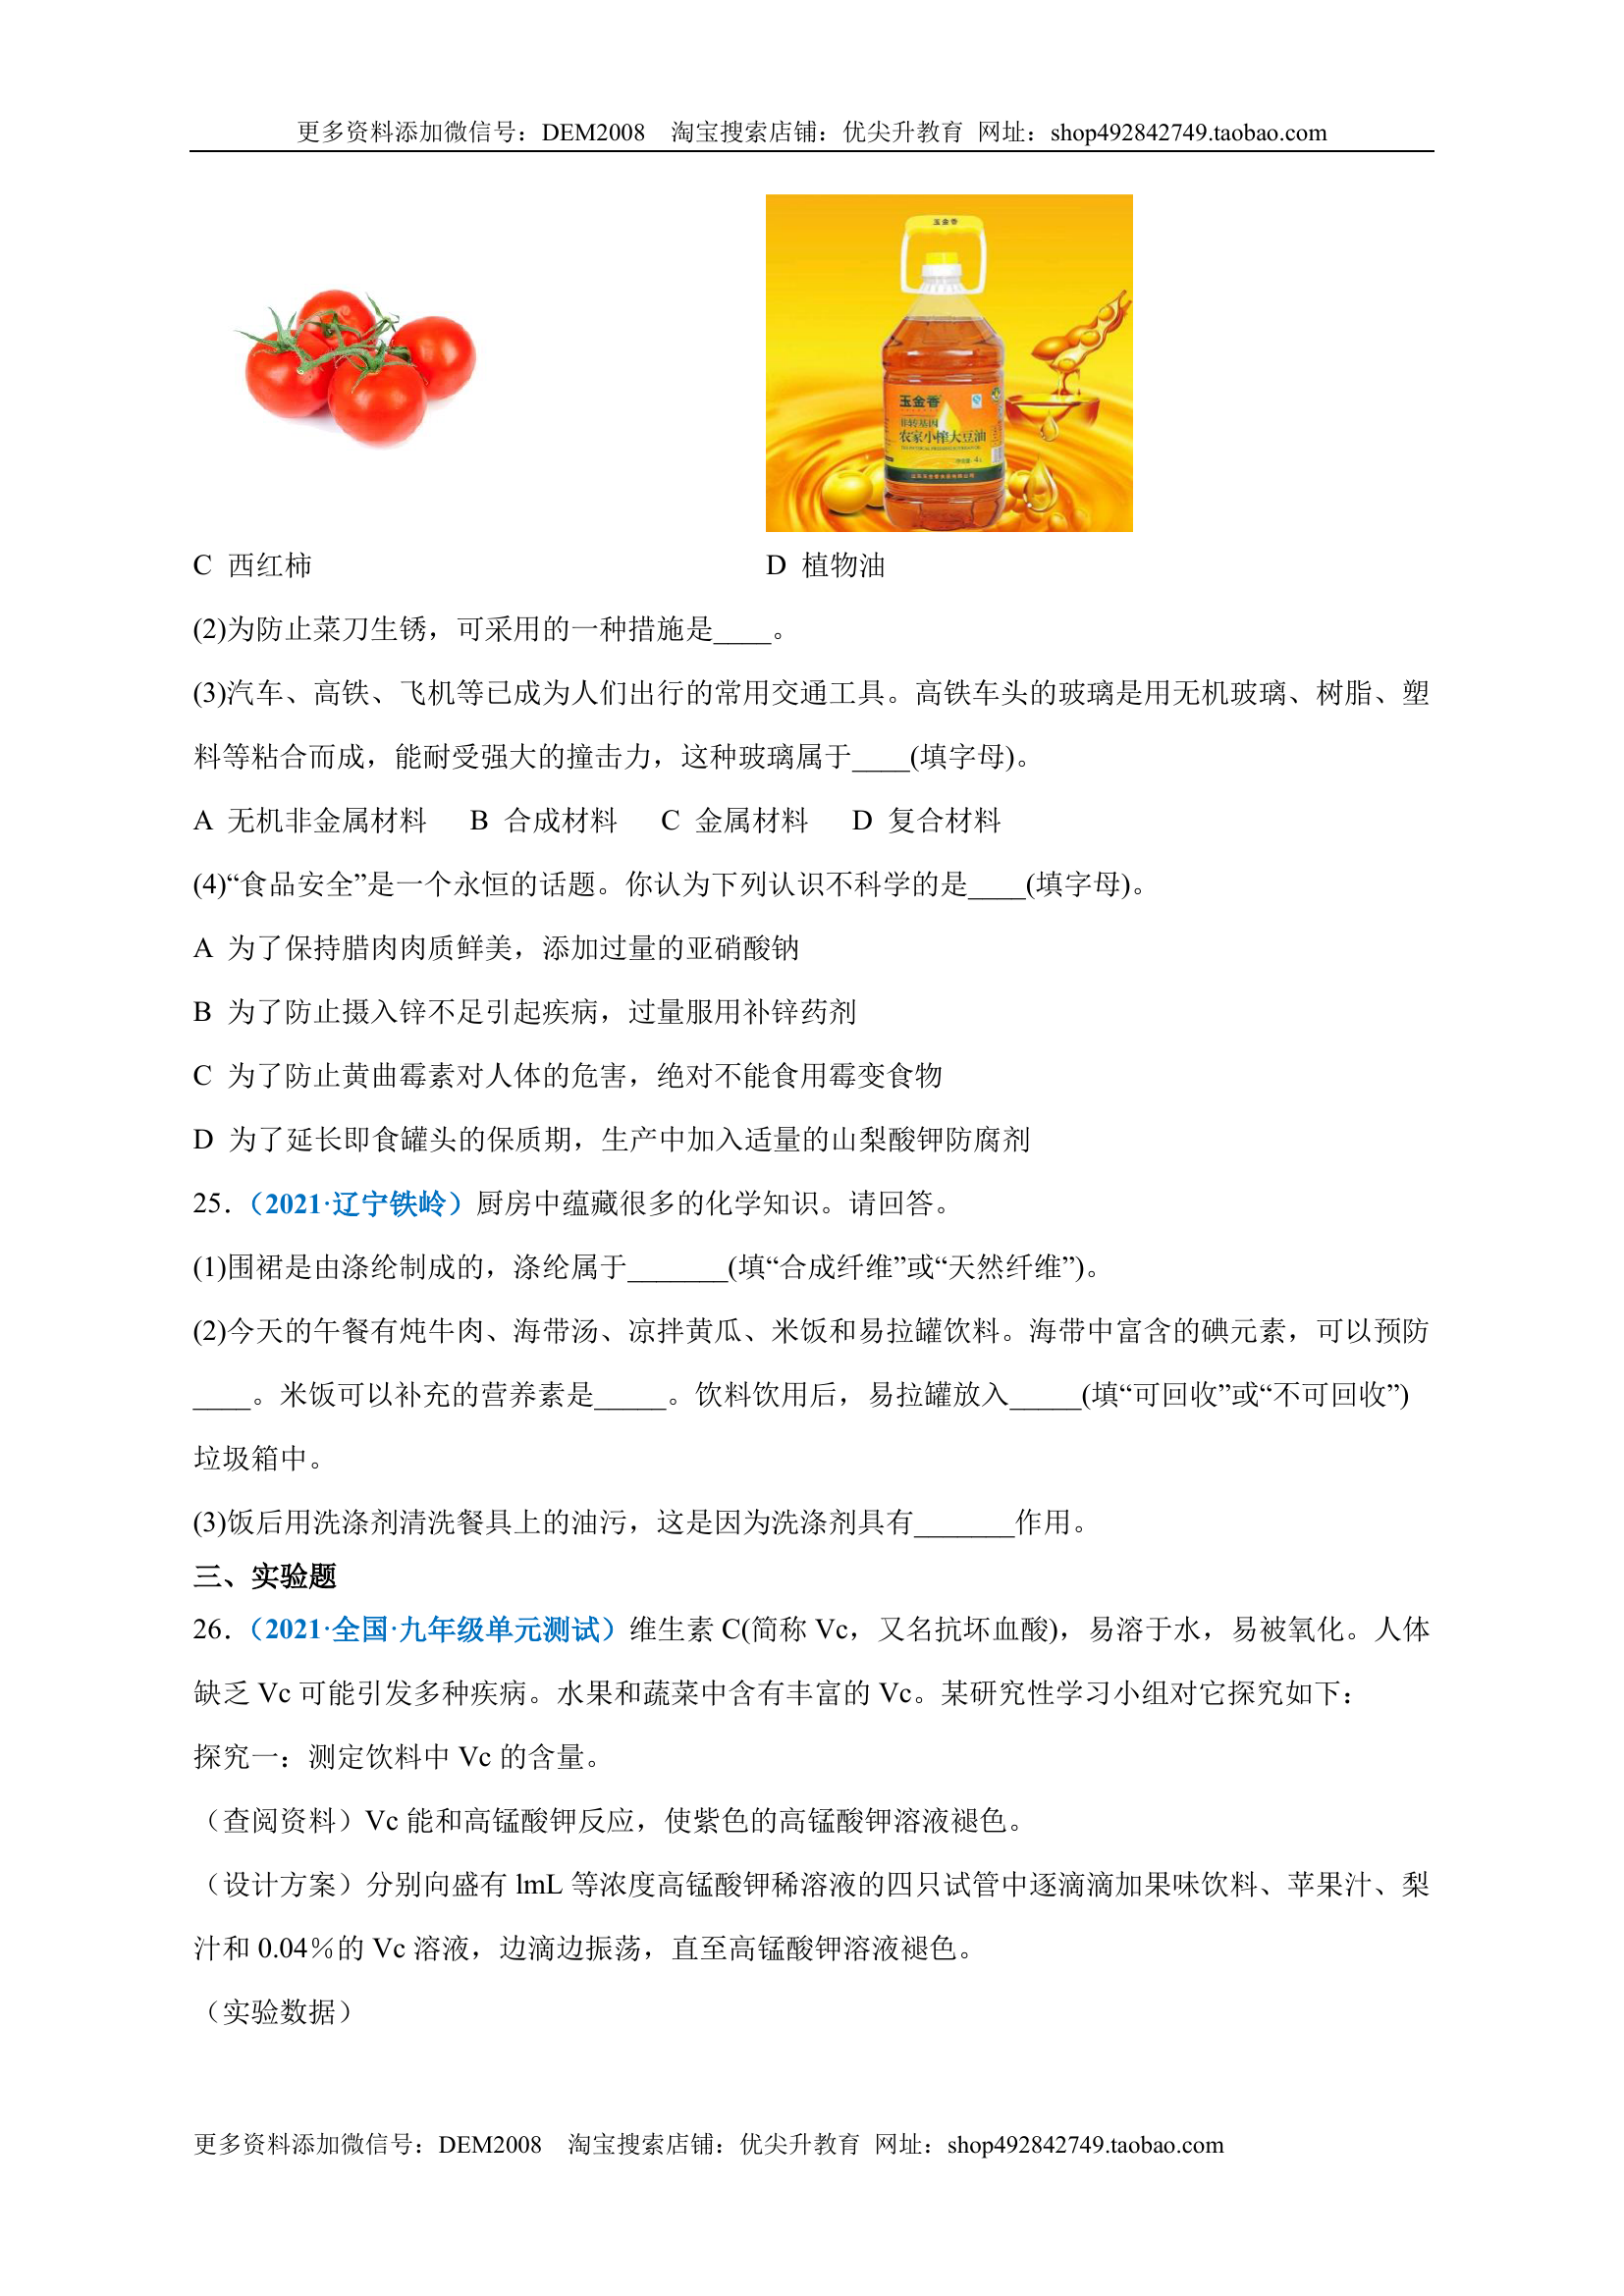 更多资料添加微信号：DEM2008 淘宝搜索店铺：优尖升教育 网址：shop492842749.taobao.com
玉金香
玉金香
非转基因
农家小榨大豆油
C 西红柿 D 植物油
(2)为防止菜刀生锈，可采用的一种措施是____。
(3)汽车、高铁、飞机等已成为人们出行的常用交通工具。高铁车头的玻璃是用无机玻璃、树脂、塑
料等粘合而成，能耐受强大的撞击力，这种玻璃属于____(填字母)。
A 无机非金属材料 B 合成材料 C 金属材料 D 复合材料
(4)“食品安全”是一个永恒的话题。你认为下列认识不科学的是____(填字母)。
A 为了保持腊肉肉质鲜美，添加过量的亚硝酸钠
B 为了防止摄入锌不足引起疾病，过量服用补锌药剂
C 为了防止黄曲霉素对人体的危害，绝对不能食用霉变食物
D 为了延长即食罐头的保质期，生产中加入适量的山梨酸钾防腐剂
25．（2021·辽宁铁岭）厨房中蕴藏很多的化学知识。请回答。
(1)围裙是由涤纶制成的，涤纶属于_______(填“合成纤维”或“天然纤维”)。
(2)今天的午餐有炖牛肉、海带汤、凉拌黄瓜、米饭和易拉罐饮料。海带中富含的碘元素，可以预防
____。米饭可以补充的营养素是_____。饮料饮用后，易拉罐放入_____(填“可回收”或“不可回收”)
垃圾箱中。
(3)饭后用洗涤剂清洗餐具上的油污，这是因为洗涤剂具有_______作用。
三、实验题
26．（2021·全国·九年级单元测试）维生素 C(简称 Vc，又名抗坏血酸)，易溶于水，易被氧化。人体
缺乏 Vc 可能引发多种疾病。水果和蔬菜中含有丰富的 Vc。某研究性学习小组对它探究如下：
探究一：测定饮料中 Vc 的含量。
（查阅资料）Vc 能和高锰酸钾反应，使紫色的高锰酸钾溶液褪色。
（设计方案）分别向盛有 lmL 等浓度高锰酸钾稀溶液的四只试管中逐滴滴加果味饮料、苹果汁、梨
汁和 0.04％的 Vc 溶液，边滴边振荡，直至高锰酸钾溶液褪色。
（实验数据）
更多资料添加微信号：DEM2008 淘宝搜索店铺：优尖升教育 网址：shop492842749.taobao.com